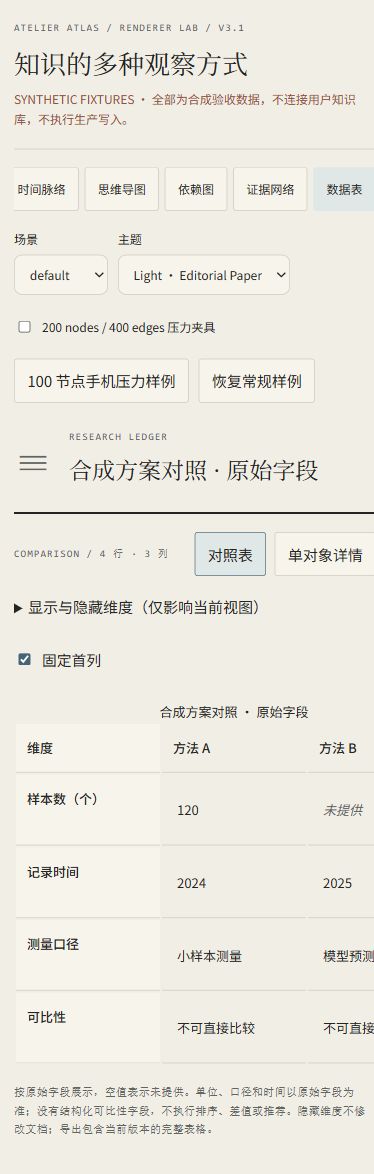 ATELIER ATLAS / RENDERER LAB / V3.1
知识的多种观察方式
SYNTHETIC FIXTURES · 全部为合成验收数据，不连接用户知识
库，不执行生产写入。
时间脉络 思维导图 依赖图 证据网络 数据表
场景 主题
default Light · Editorial Paper
200 nodes / 400 edges 压力夹具
100 节点手机压力样例 恢复常规样例
RESEARCH LEDGER
合成方案对照 · 原始字段
COMPARISON / 4 行 · 3 列 对照表 单对象详情
显示与隐藏维度（仅影响当前视图）
固定首列
合成方案对照 · 原始字段
维度 方法 A 方法 B
样本数（个） 120 未提供
记录时间 2024 2025
测量口径 小样本测量 模型预测
可比性 不可直接比较 不可直接
按原始字段展示，空值表示未提供。单位、口径和时间以原始字段为
准；没有结构化可比性字段，不执行排序、差值或推荐。隐藏维度不修
改文档；导出包含当前版本的完整表格。